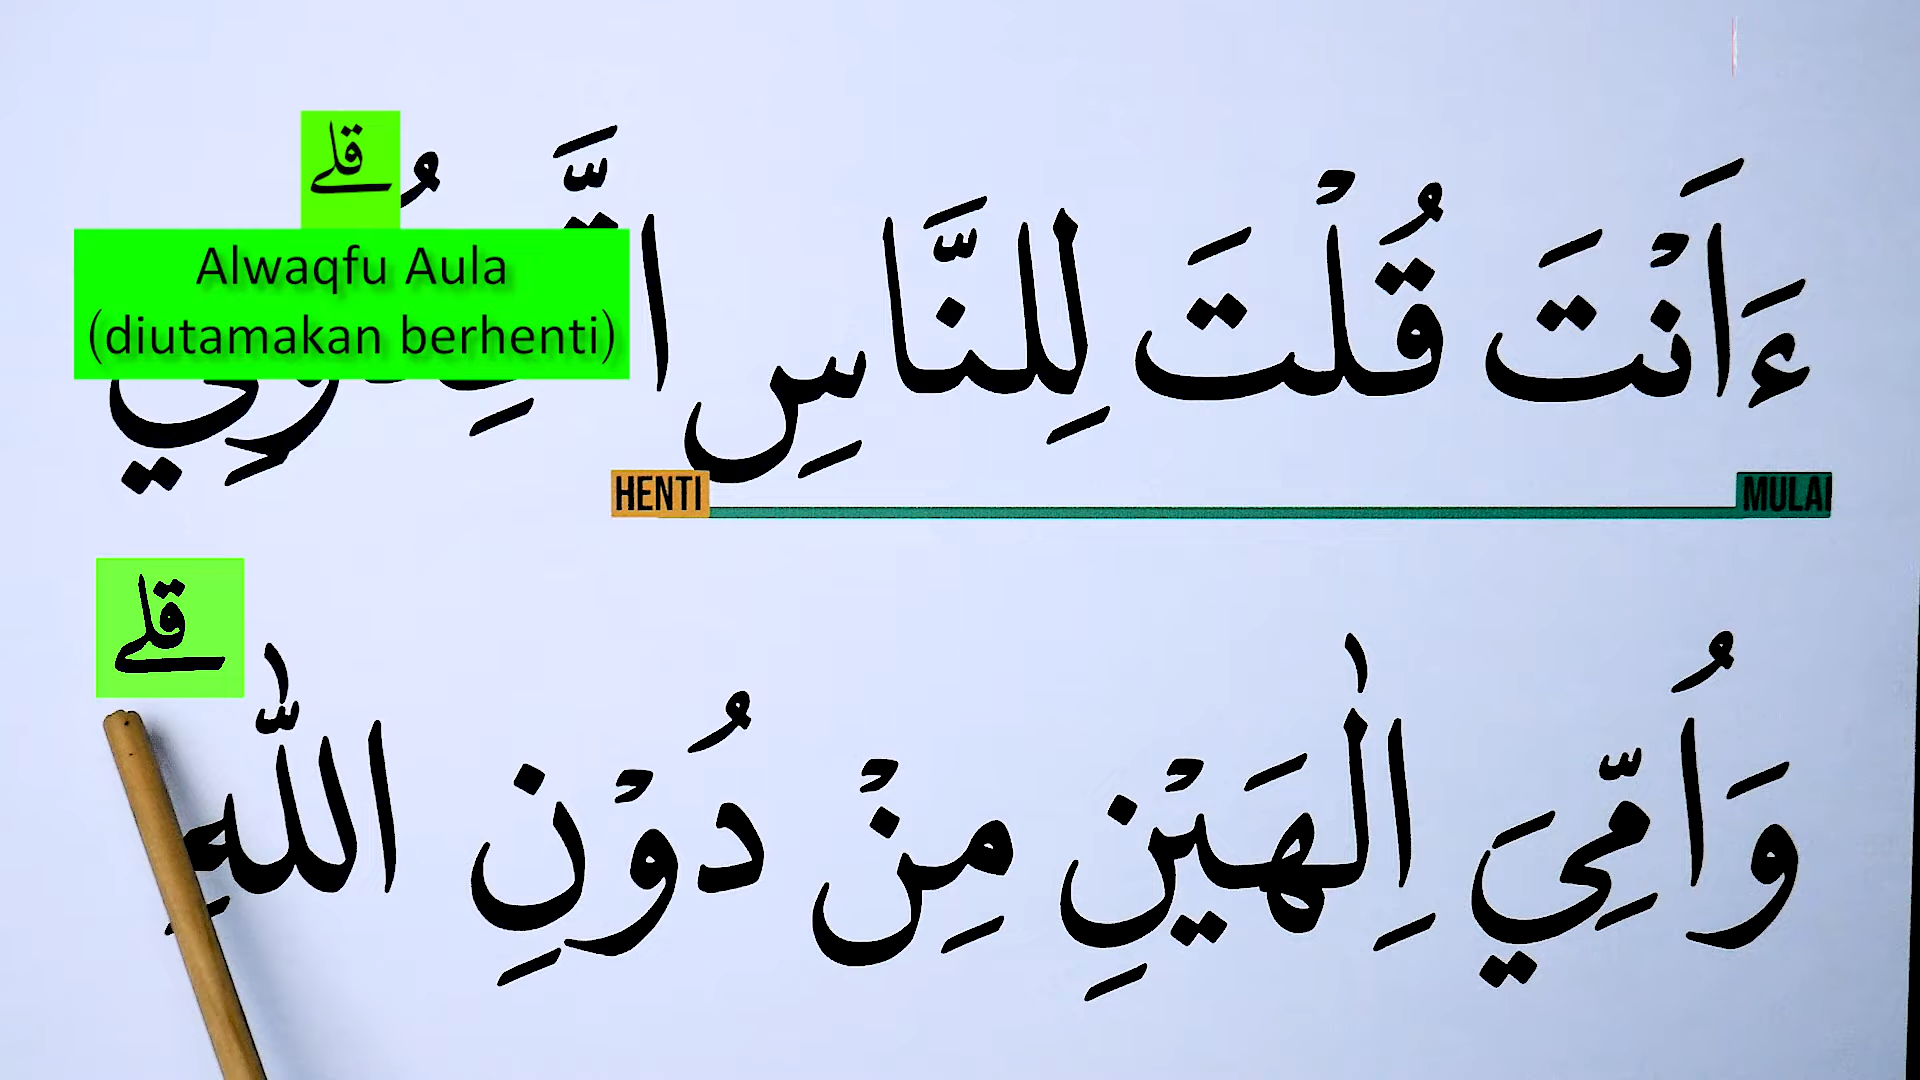 قلے
ءَاَنْتَ قُلْتَ لِلنَّاسِ
Alwaqfu Aula
(diutamakan berhenti)
HENTI
MULAI
قلے
وَاُمِّيَ اِلٰهَيْنِ مِنْ دُوْنِ اللّٰهِ